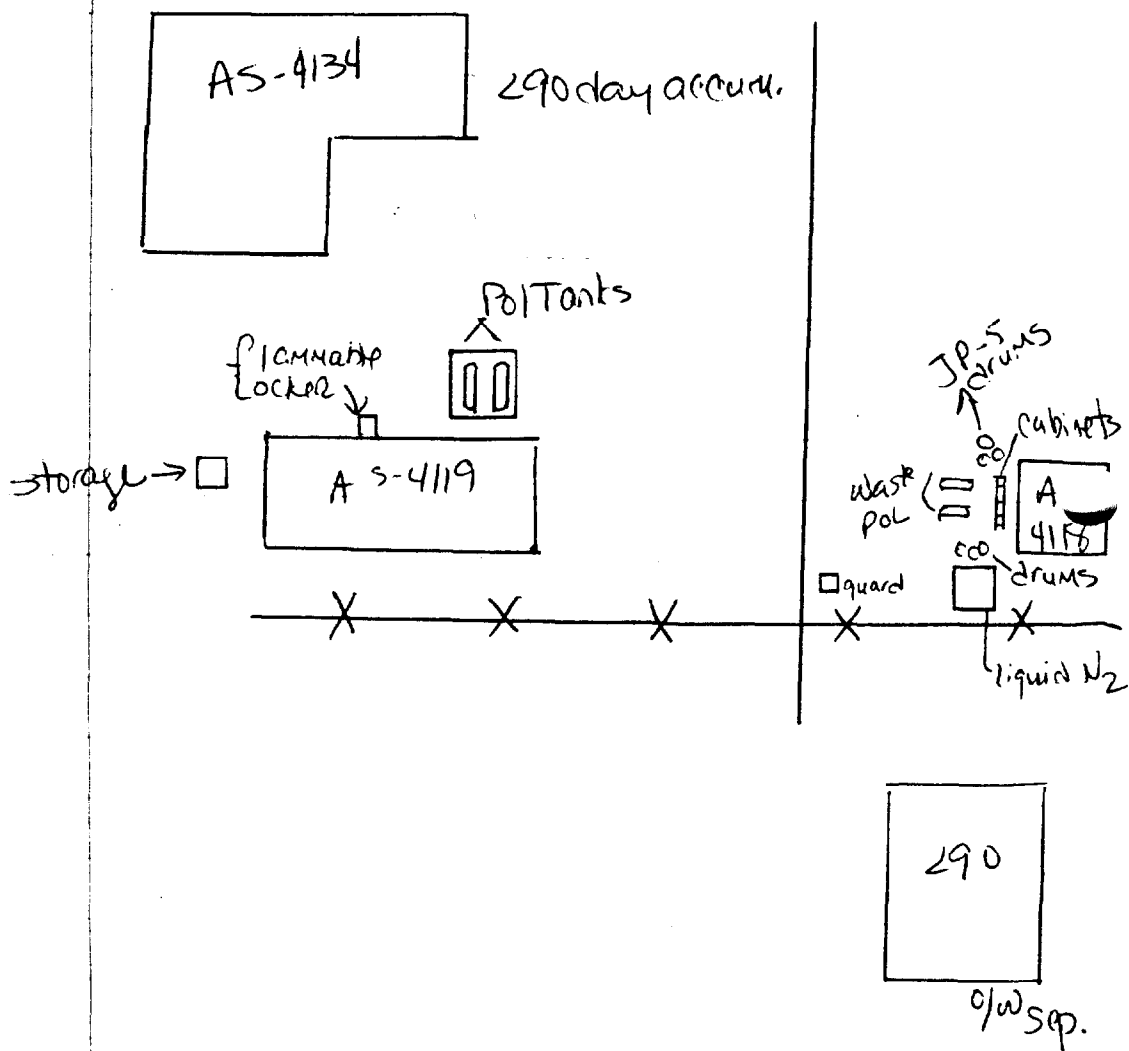 AS-4134
<90 day accum.
Pol Tanks
flammable
Locker
storage
A S-4119
JP-5
drums
cabinets
waste
POL
A
drums
guard
liquid N2
<90
O/W Sep.